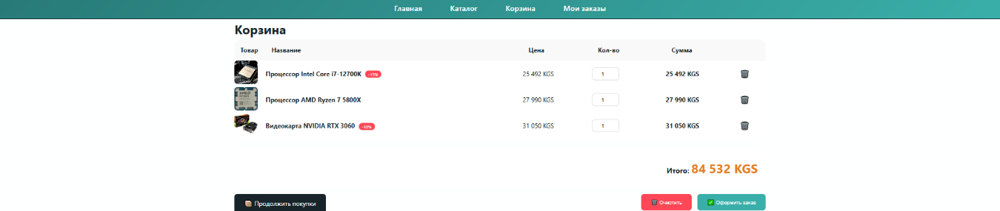 Главная Каталог Корзина Мои заказы
Корзина
Товар Название Цена Кол-во Сумма
Процессор Intel Core i7-12700K -15% 25 492 KGS 1 25 492 KGS
Процессор AMD Ryzen 7 5800X 27 990 KGS 1 27 990 KGS
Видеокарта NVIDIA RTX 3060 -10% 31 050 KGS 1 31 050 KGS
Итого: 84 532 KGS
Продолжить покупки Очистить Оформить заказ